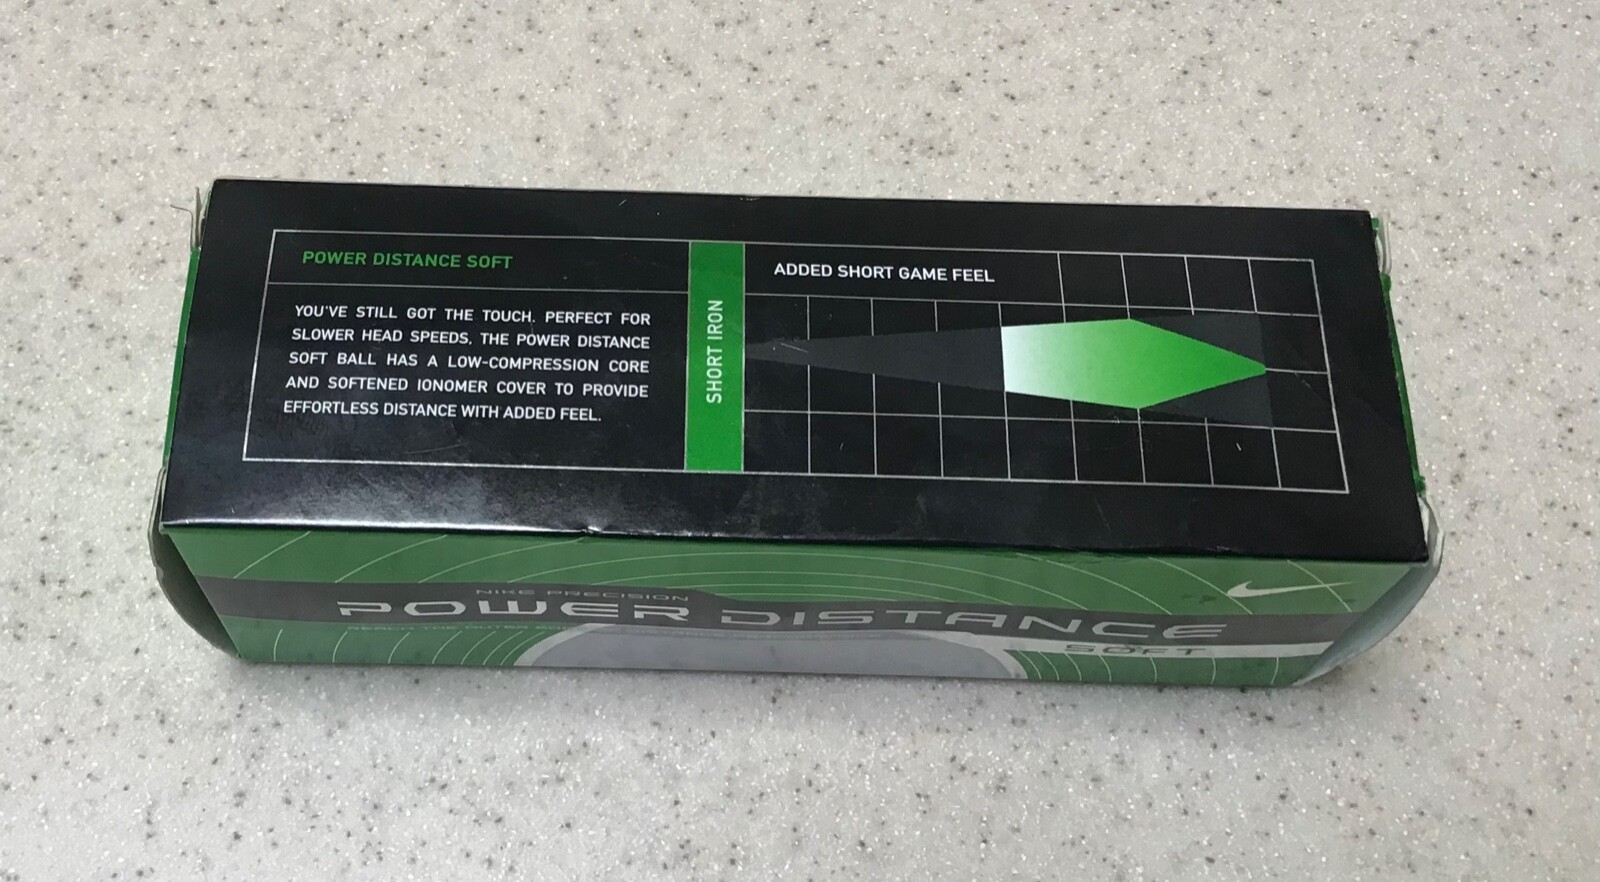 POWER DISTANCE SOFT
YOU'VE STILL GOT THE TOUCH. PERFECT FOR
SLOWER HEAD SPEEDS, THE POWER DISTANCE
SOFT BALL HAS A LOW-COMPRESSION CORE
AND SOFTENED IONOMER COVER TO PROVIDE
EFFORTLESS DISTANCE WITH ADDED FEEL.
SHORT IRON
ADDED SHORT GAME FEEL
NIKE PRECISION
POWER DISTANCE
SOFT